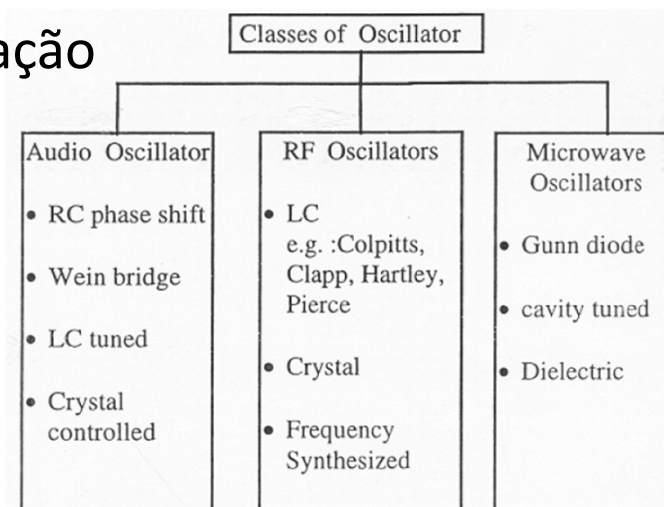 ação
Classes of Oscillator
Audio Oscillator
• RC phase shift
• Wein bridge
• LC tuned
• Crystal
controlled
RF Oscillators
• LC
e.g. :Colpitts,
Clapp, Hartley,
Pierce
• Crystal
• Frequency
Synthesized
Microwave
Oscillators
• Gunn diode
• cavity tuned
• Dielectric